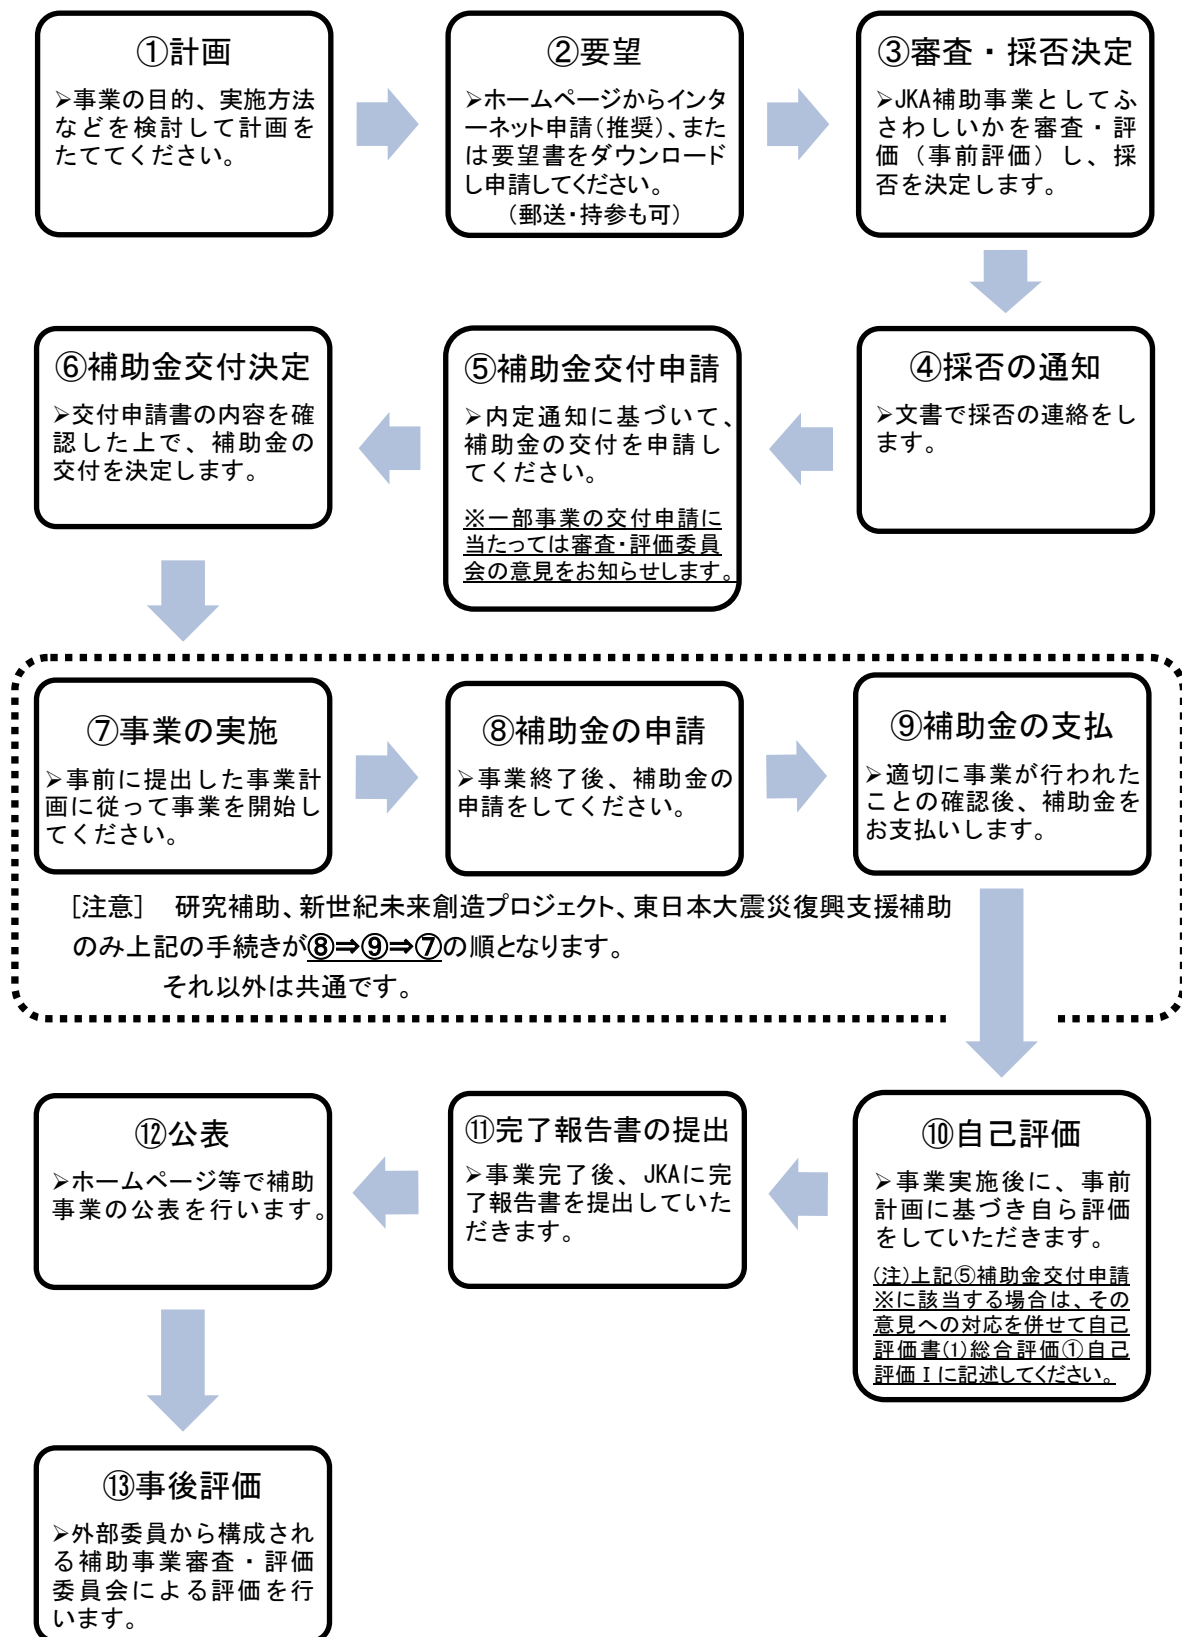 ①計画
➢事業の目的、実施方法
などを検討して計画を
たててください。
②要望
➢ホームページからインタ
ーネット申請(推奨)、また
は要望書をダウンロード
し申請してください。
(郵送・持参も可)
③審査・採否決定
➢JKA補助事業としてふ
さわしいかを審査・評
価（事前評価）し、採
否を決定します。
④採否の通知
➢文書で採否の連絡をし
ます。
⑤補助金交付申請
➢内定通知に基づいて、
補助金の交付を申請し
てください。
※一部事業の交付申請に
当たっては審査・評価委員
会の意見をお知らせします。
⑥補助金交付決定
➢交付申請書の内容を確
認した上で、補助金の
交付を決定します。
⑦事業の実施
➢事前に提出した事業計
画に従って事業を開始し
てください。
⑧補助金の申請
➢事業終了後、補助金の
申請をしてください。
⑨補助金の支払
➢適切に事業が行われた
ことの確認後、補助金を
お支払いします。
[注意]　研究補助、新世紀未来創造プロジェクト、東日本大震災復興支援補助
のみ上記の手続きが⑧⇒⑨⇒⑦の順となります。
それ以外は共通です。
⑩自己評価
➢事業実施後に、事前
計画に基づき自ら評価
をしていただきます。
(注)上記⑤補助金交付申請
※に該当する場合は、その
意見への対応を併せて自己
評価書(1)総合評価①自己
評価Ⅰに記述してください。
⑪完了報告書の提出
➢事業完了後、JKAに完
了報告書を提出していた
だきます。
⑫公表
➢ホームページ等で補助
事業の公表を行います。
⑬事後評価
➢外部委員から構成され
る補助事業審査・評価
委員会による評価を行
います。